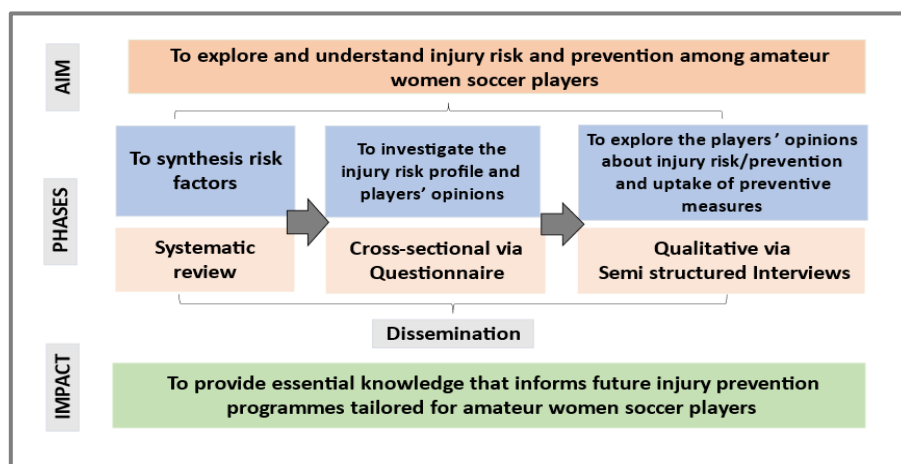 AIM
To explore and understand injury risk and prevention among amateur
women soccer players
PHASES
To synthesis risk
factors
To investigate the
injury risk profile and
players’ opinions
To explore the players’ opinions
about injury risk/prevention
and uptake of preventive
measures
Systematic
review
Cross-sectional via
Questionnaire
Qualitative via
Semi structured Interviews
Dissemination
IMPACT
To provide essential knowledge that informs future injury prevention
programmes tailored for amateur women soccer players